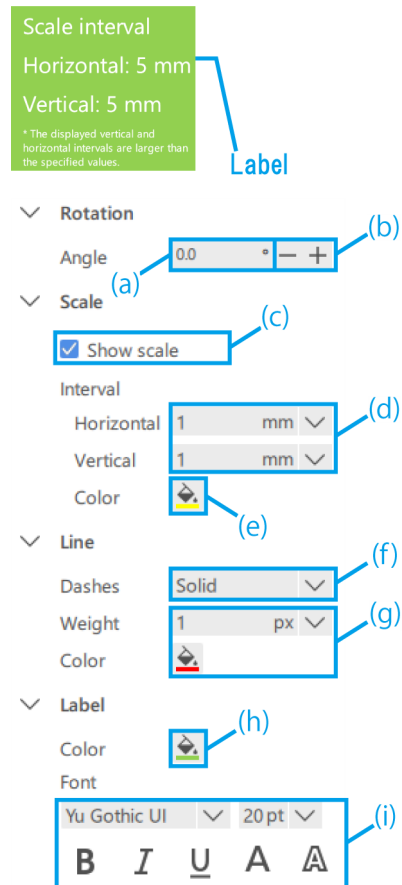 Scale interval
Horizontal: 5 mm
Vertical: 5 mm
* The displayed vertical and
horizontal intervals are larger than
the specified values.
Label
Rotation
(b)
Angle 0.0 ° − +
(a)
Scale
(c)
Show scale
Interval
Horizontal 1 mm
(d)
Vertical 1 mm
Color
(e)
Line
(f)
Dashes Solid
Weight 1 px
(g)
Color
Label
(h)
Color
Font
Yu Gothic UI 20 pt
(i)
B I U A A